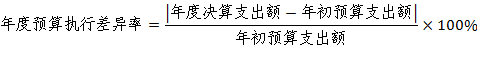 年度预算执行差异率 = |年度决算支出额 − 年初预算支出额| / 年初预算支出额 × 100%